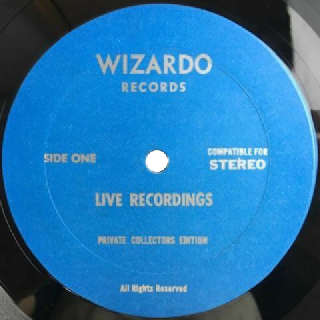 WIZARDO
RECORDS
SIDE ONE
COMPATIBLE FOR
STEREO
LIVE RECORDINGS
PRIVATE COLLECTORS EDITION
All Rights Reserved